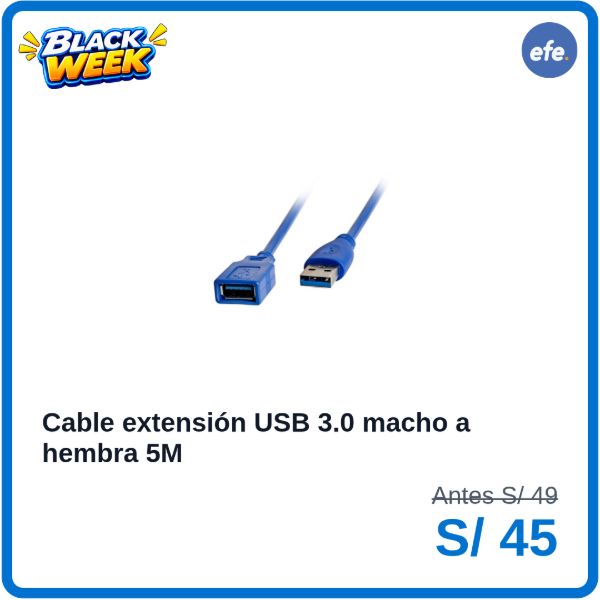 BLACK
WEEK
efe.
Cable extensión USB 3.0 macho a
hembra 5M
Antes S/ 49
S/ 45